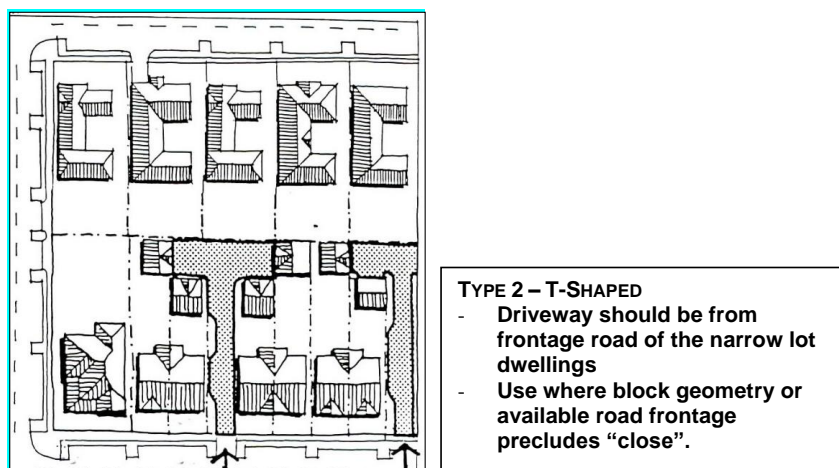 TYPE 2 – T-SHAPED
- Driveway should be from
frontage road of the narrow lot
dwellings
- Use where block geometry or
available road frontage
precludes “close”.